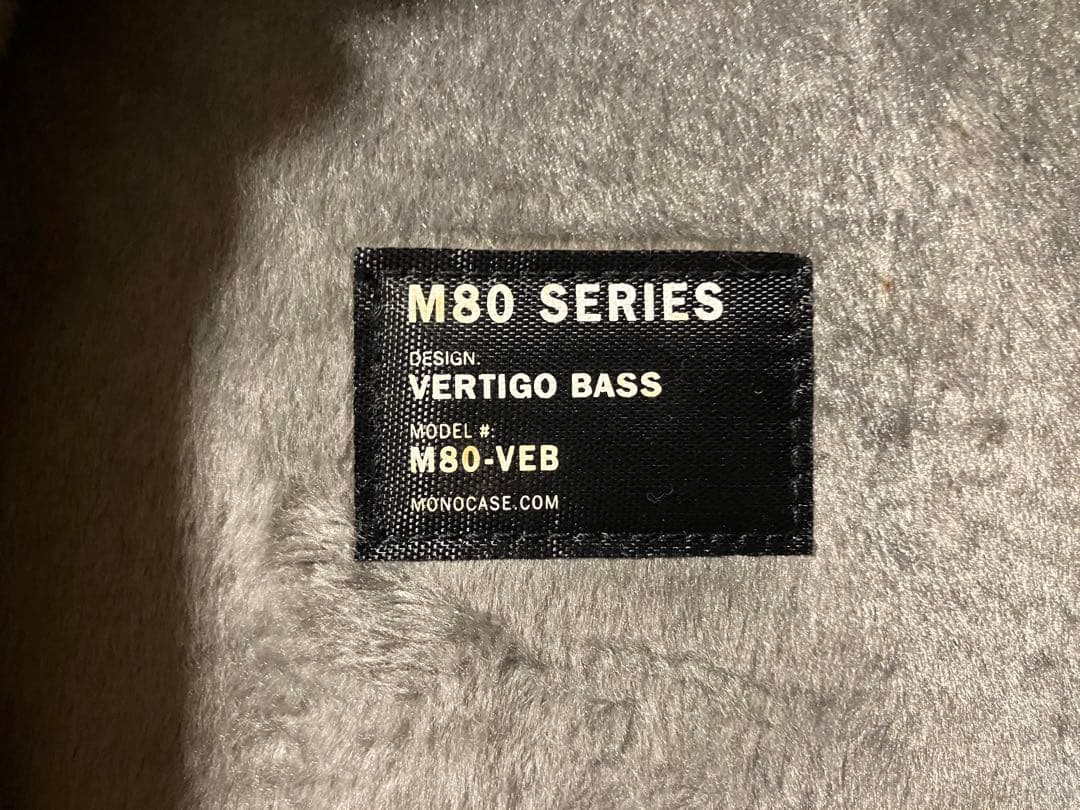 M80 SERIES
DESIGN.
VERTIGO BASS
MODEL #:
M80-VEB
MONOCASE.COM